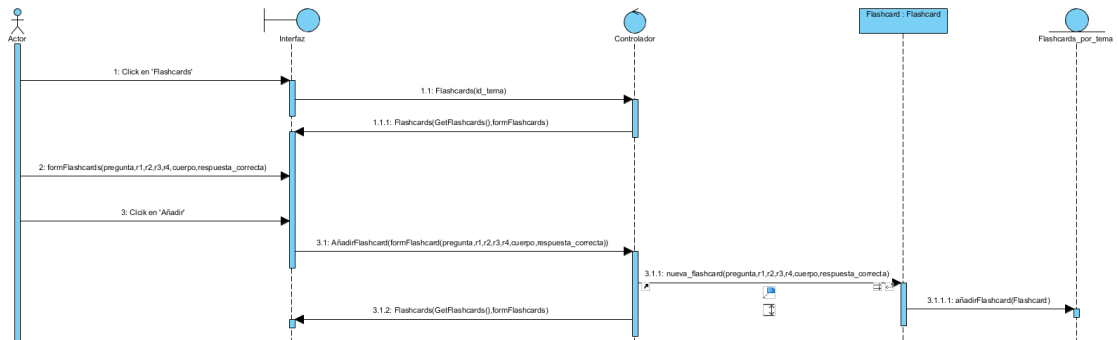 Flashcard : Flashcard
Actor
Interfaz
Controlador
Flashcards_por_tema
1: Click en 'Flashcards'
1.1: Flashcards(id_tema)
1.1.1: Flashcards(GetFlashcards(),formFlashcards)
2: formFlashcards(pregunta,r1,r2,r3,r4,cuerpo,respuesta_correcta)
3: Clcik en 'Añadir'
3.1: AñadirFlashcard(formFlashcard(pregunta,r1,r2,r3,r4,cuerpo,respuesta_correcta))
3.1.1: nueva_flashcard(pregunta,r1,r2,r3,r4,cuerpo,respuesta_correcta)
3.1.1.1: añadirFlashcard(Flashcard)
3.1.2: Flashcards(GetFlashcards(),formFlashcards)